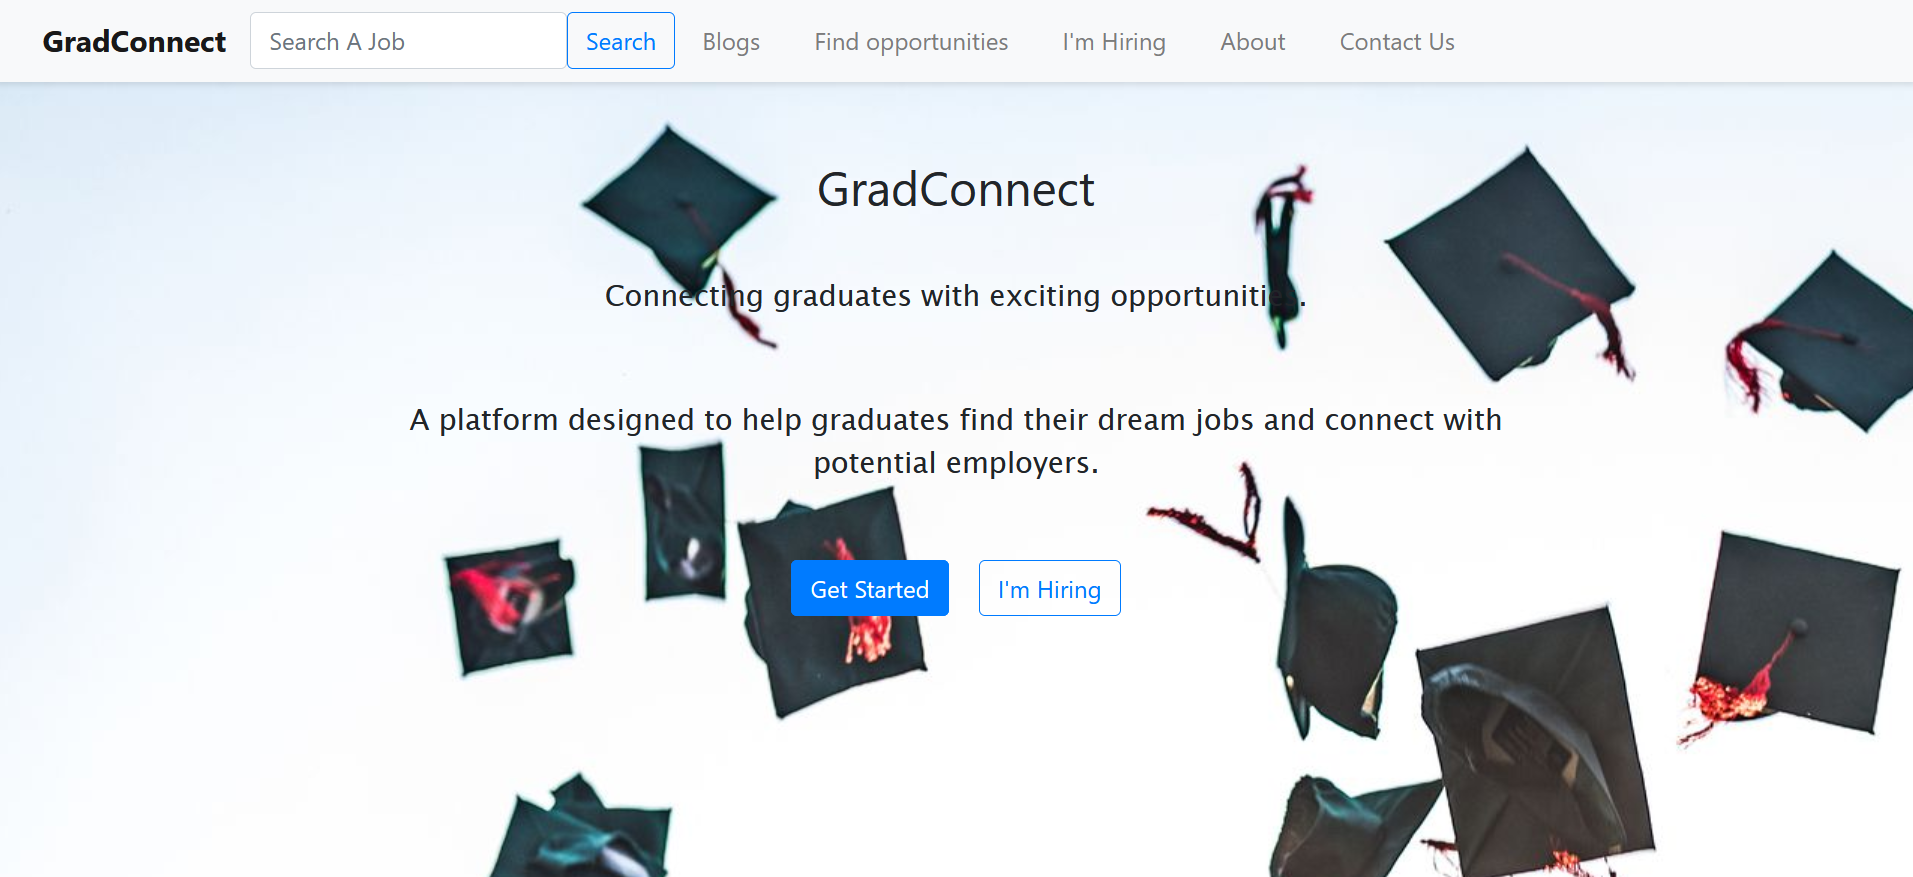 GradConnect Search A Job Search Blogs Find opportunities I'm Hiring About Contact Us
GradConnect
Connecting graduates with exciting opportunities.
A platform designed to help graduates find their dream jobs and connect with
potential employers.
Get Started I'm Hiring